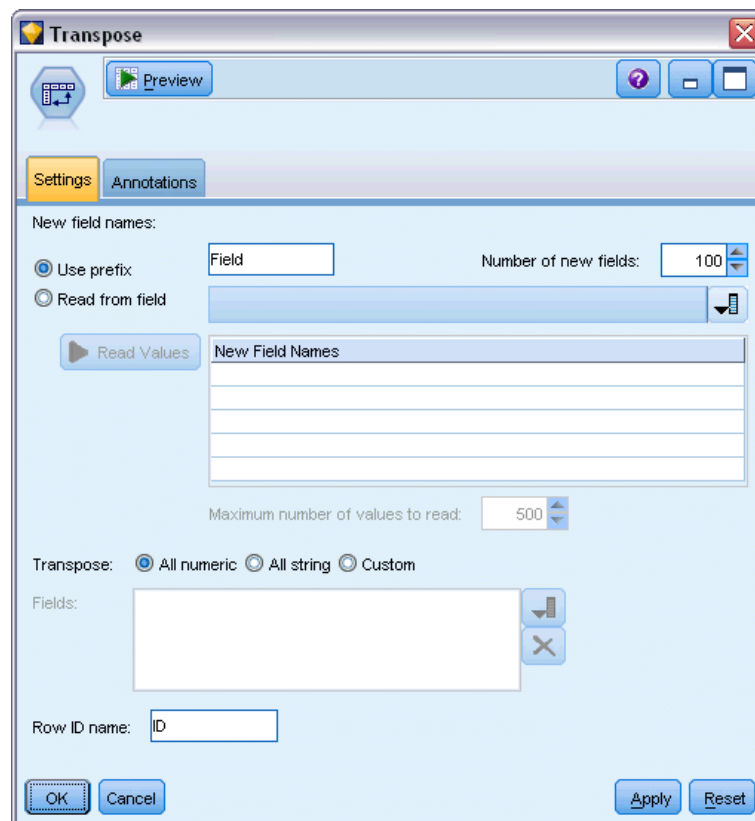 Transpose
Preview
Settings
Annotations
New field names:
Use prefix
Field
Number of new fields:
100
Read from field
Read Values
New Field Names
Maximum number of values to read:
500
Transpose:
All numeric
All string
Custom
Fields:
Row ID name:
ID
OK
Cancel
Apply
Reset